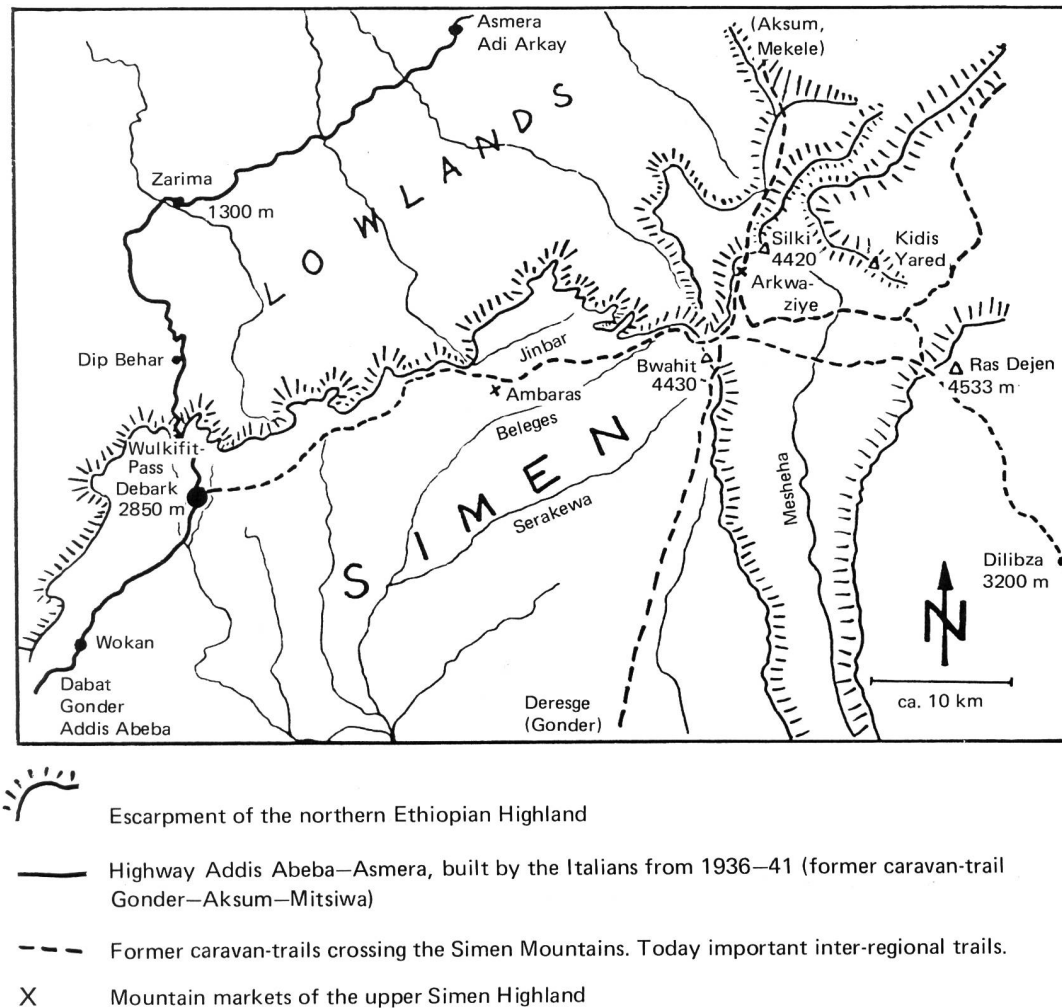 Asmera
Adi Arkay
(Aksum,
Mekele)
LOWLANDS
Zarima
1300 m
Silki
4420
Kidis
Yared
Arkwa-
ziye
Dip Behar
Jinbar
Bwahit
4430
Ras Dejen
4533 m
x Ambaras
Beleges
Wulkifit-
Pass
Debark
2850 m
SIMEN
Serakewa
Mesheha
Dilibza
3200 m
N
Wokan
Dabat
Gonder
Addis Abeba
Deresge
(Gonder)
ca. 10 km
Escarpment of the northern Ethiopian Highland
Highway Addis Abeba—Asmera, built by the Italians from 1936—41 (former caravan-trail
Gonder—Aksum—Mitsiwa)
Former caravan-trails crossing the Simen Mountains. Today important inter-regional trails.
X Mountain markets of the upper Simen Highland